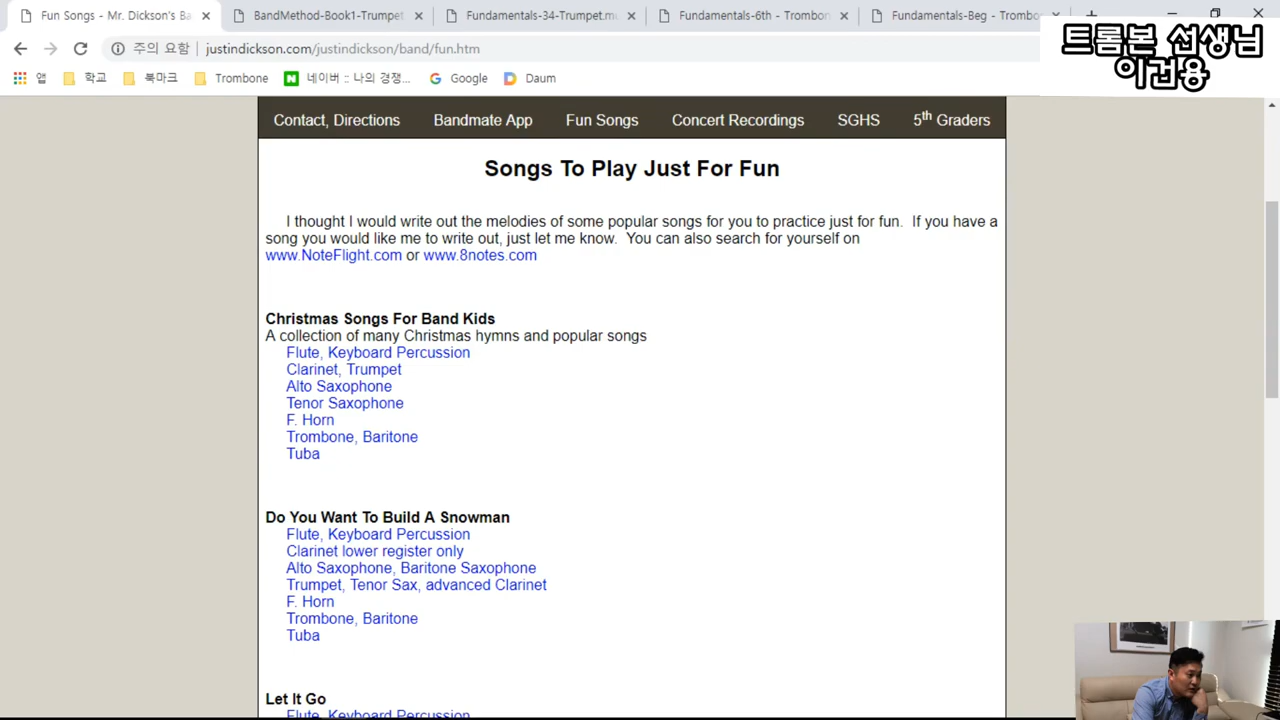 Fun Songs - Mr. Dickson's Ba
BandMethod-Book1-Trumpet
Fundamentals-34-Trumpet.mu
Fundamentals-6th - Trombon
Fundamentals-Beg - Trombo
트롬본 선생님
이건용
주의 요함
justindickson.com/justindickson/band/fun.htm
앱
학교
북마크
Trombone
네이버 :: 나의 경쟁...
Google
Daum
Contact, Directions
Bandmate App
Fun Songs
Concert Recordings
SGHS
5th Graders
Songs To Play Just For Fun
I thought I would write out the melodies of some popular songs for you to practice just for fun. If you have a
song you would like me to write out, just let me know. You can also search for yourself on
www.NoteFlight.com or www.8notes.com
Christmas Songs For Band Kids
A collection of many Christmas hymns and popular songs
Flute, Keyboard Percussion
Clarinet, Trumpet
Alto Saxophone
Tenor Saxophone
F. Horn
Trombone, Baritone
Tuba
Do You Want To Build A Snowman
Flute, Keyboard Percussion
Clarinet lower register only
Alto Saxophone, Baritone Saxophone
Trumpet, Tenor Sax, advanced Clarinet
F. Horn
Trombone, Baritone
Tuba
Let It Go
Flute, Keyboard Percussion